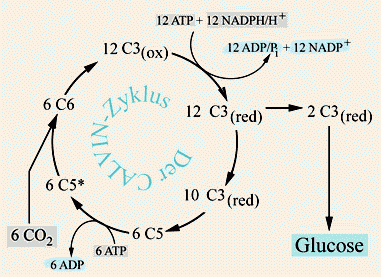 12 ATP + 12 NADPH/H+
12 C3(ox)
12 ADP/Pi + 12 NADP+
6 C6
12 C3(red)
2 C3(red)
Der CALVIN-Zyklus
6 C5*
10 C3(red)
6 CO2
6 C5
6 ATP
6 ADP
Glucose